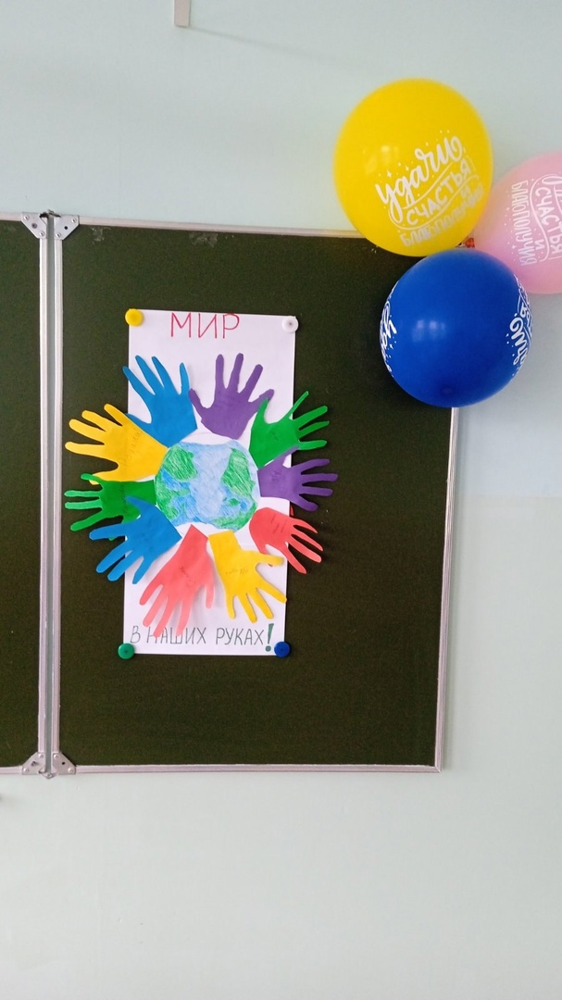 удачи
СЧАСТЬЯ
И
БЛАГОПОЛУЧИЯ
СЧАСТЬЯ
И
БЛАГОПОЛУЧИЯ
МИР
В НАШИХ РУКАХ!